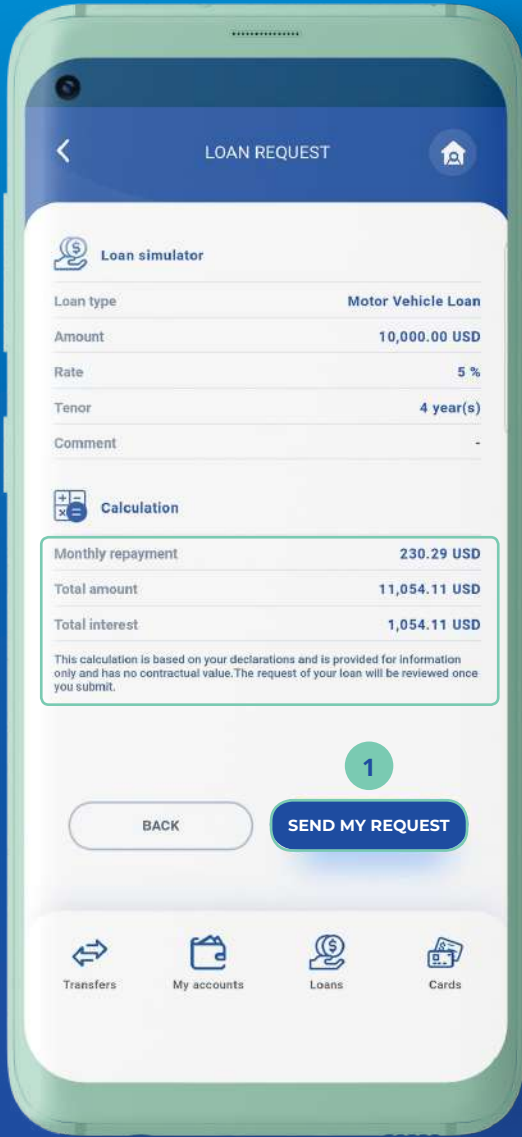 LOAN REQUEST
Loan simulator
Loan type Motor Vehicle Loan
Amount 10,000.00 USD
Rate 5 %
Tenor 4 year(s)
Comment -
Calculation
Monthly repayment 230.29 USD
Total amount 11,054.11 USD
Total interest 1,054.11 USD
This calculation is based on your declarations and is provided for information
only and has no contractual value.The request of your loan will be reviewed once
you submit.
1
BACK SEND MY REQUEST
Transfers My accounts Loans Cards